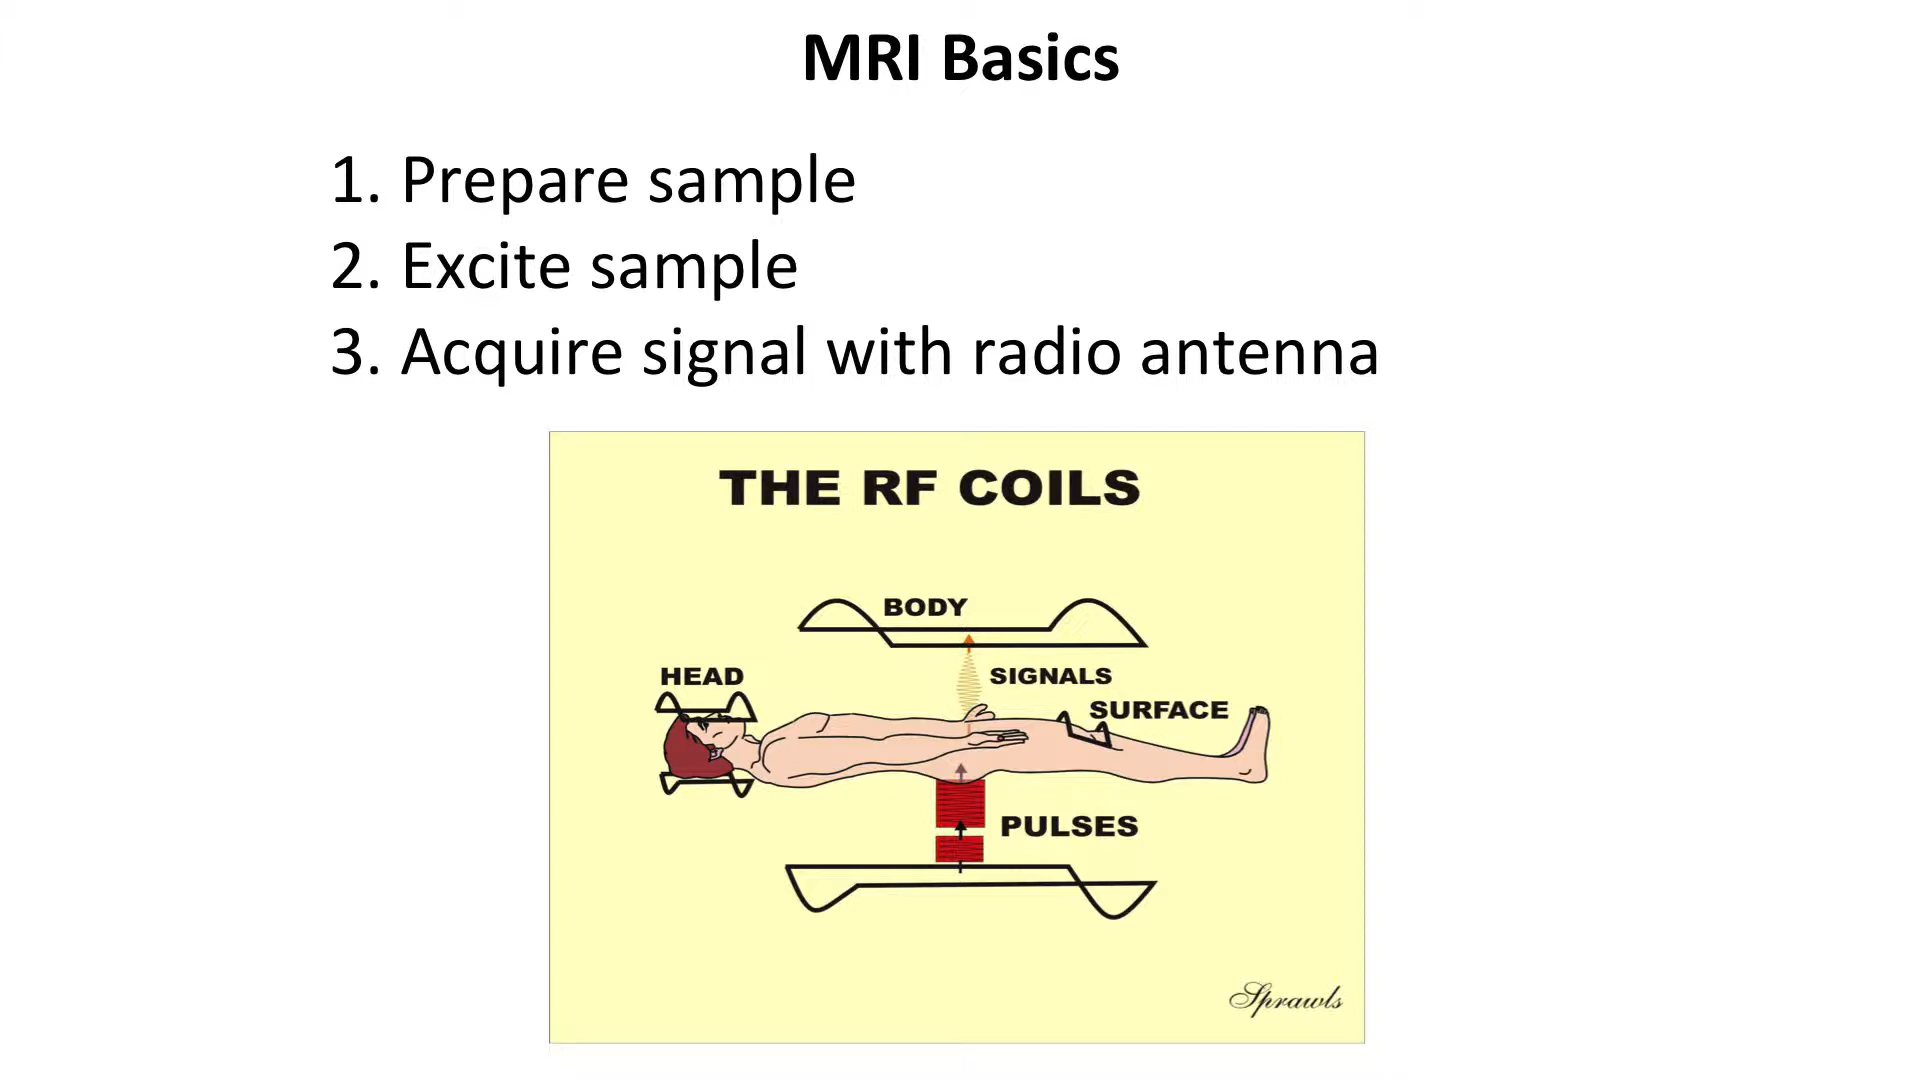 MRI Basics
1. Prepare sample
2. Excite sample
3. Acquire signal with radio antenna
THE RF COILS
BODY
HEAD
SIGNALS
SURFACE
PULSES
Sprawls